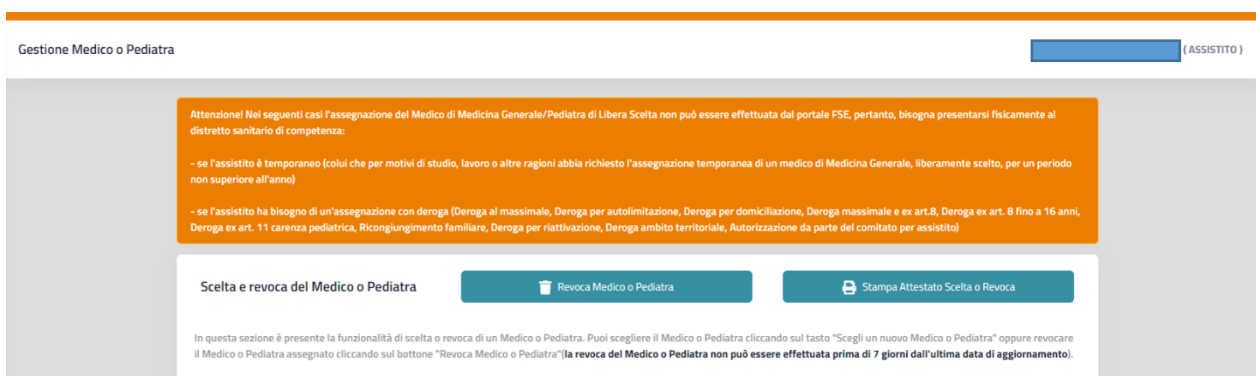 Gestione Medico o Pediatra
( ASSISTITO )
Attenzione! Nei seguenti casi l'assegnazione del Medico di Medicina Generale/Pediatra di Libera Scelta non può essere effettuata dal portale FSE, pertanto, bisogna presentarsi fisicamente al
distretto sanitario di competenza:
- se l'assistito è temporaneo (colui che per motivi di studio, lavoro o altre ragioni abbia richiesto l'assegnazione temporanea di un medico di Medicina Generale, liberamente scelto, per un periodo
non superiore all'anno)
- se l'assistito ha bisogno di un'assegnazione con deroga (Deroga al massimale, Deroga per autolimitazione, Deroga per domiciliazione, Deroga massimale e ex art.8, Deroga ex art. 8 fino a 16 anni,
Deroga ex art. 11 carenza pediatrica, Ricongiungimento familiare, Deroga per riattivazione, Deroga ambito territoriale, Autorizzazione da parte del comitato per assistito)
Scelta e revoca del Medico o Pediatra
Revoca Medico o Pediatra
Stampa Attestato Scelta o Revoca
In questa sezione è presente la funzionalità di scelta o revoca di un Medico o Pediatra. Puoi scegliere il Medico o Pediatra cliccando sul tasto "Scegli un nuovo Medico o Pediatra" oppure revocare
il Medico o Pediatra assegnato cliccando sul bottone "Revoca Medico o Pediatra"(la revoca del Medico o Pediatra non può essere effettuata prima di 7 giorni dall'ultima data di aggiornamento).